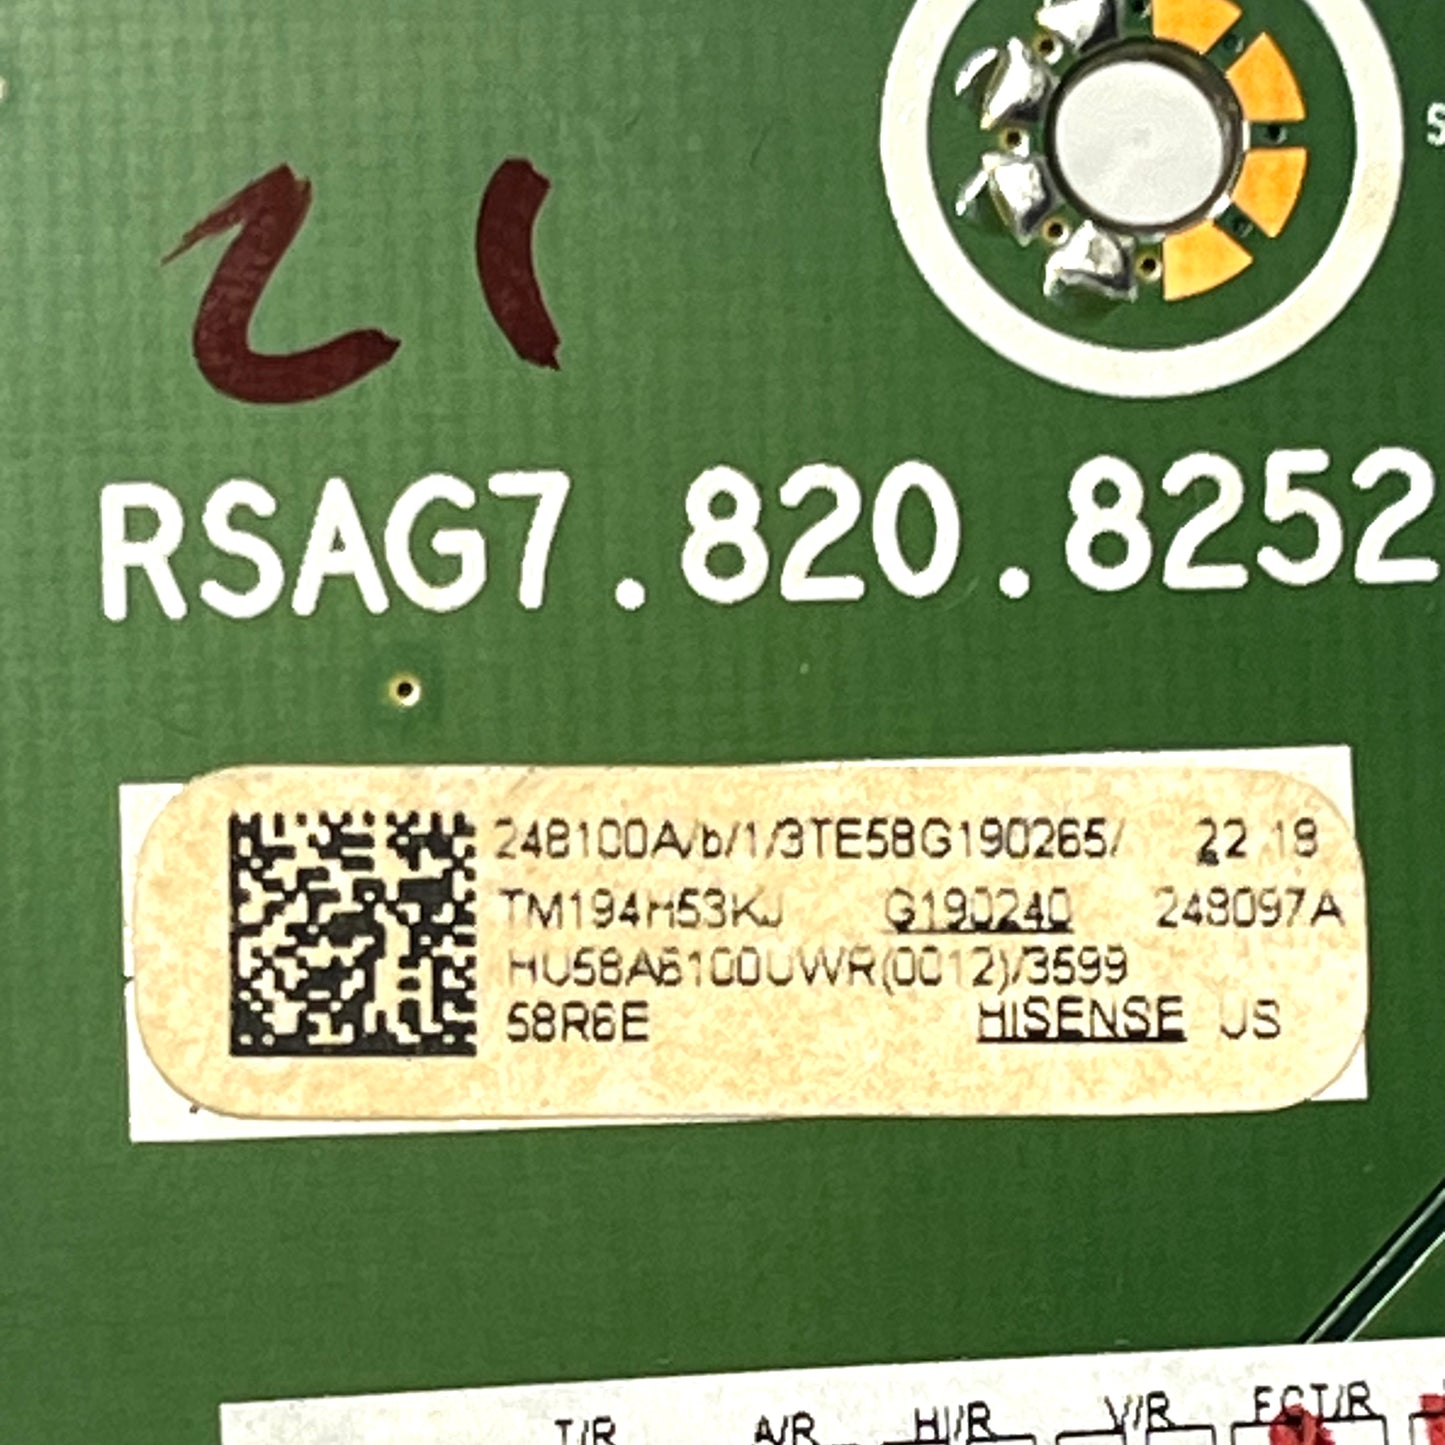 21
RSAG7.820.8252
248100A/b/1/3TE58G190265/ 22 18
TM194H53KJ G190240 248097A
HU58A6100UWR(0012)/3599
58R6E HISENSE US
T/R A/R HI/R V/R FCT/R